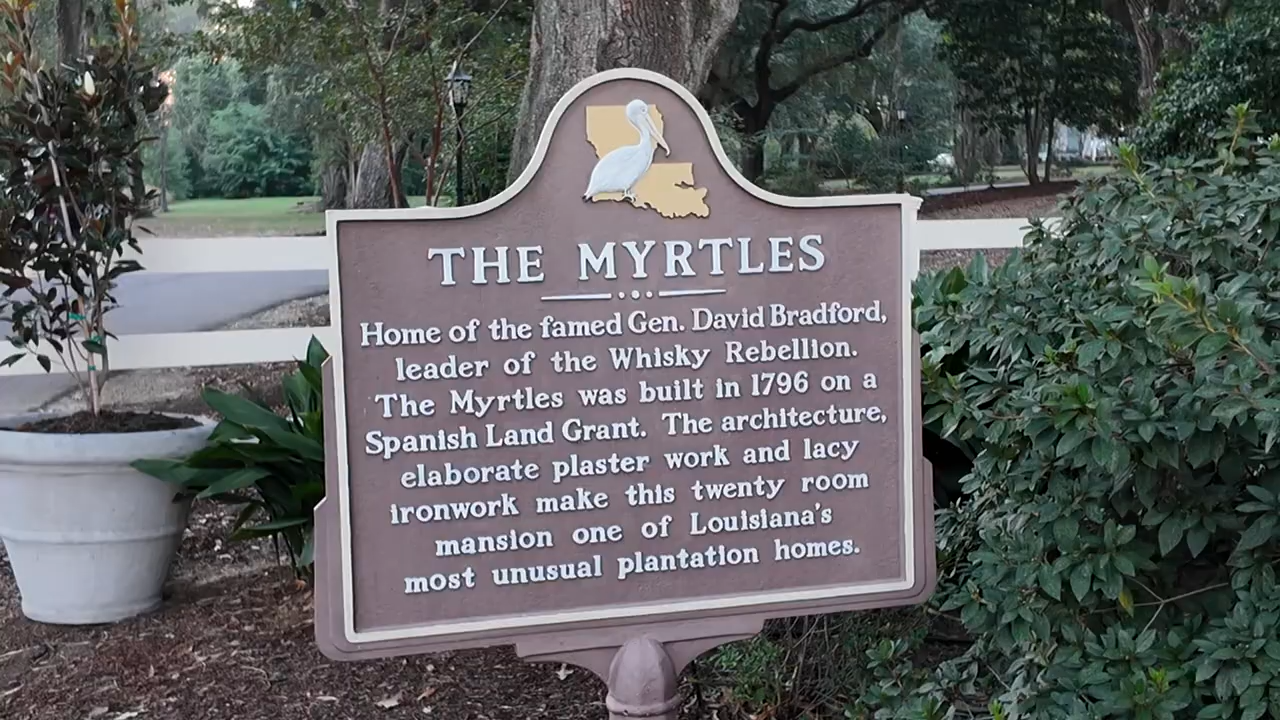 THE MYRTLES
Home of the famed Gen. David Bradford,
leader of the Whisky Rebellion.
The Myrtles was built in 1796 on a
Spanish Land Grant. The architecture,
elaborate plaster work and lacy
ironwork make this twenty room
mansion one of Louisiana's
most unusual plantation homes.